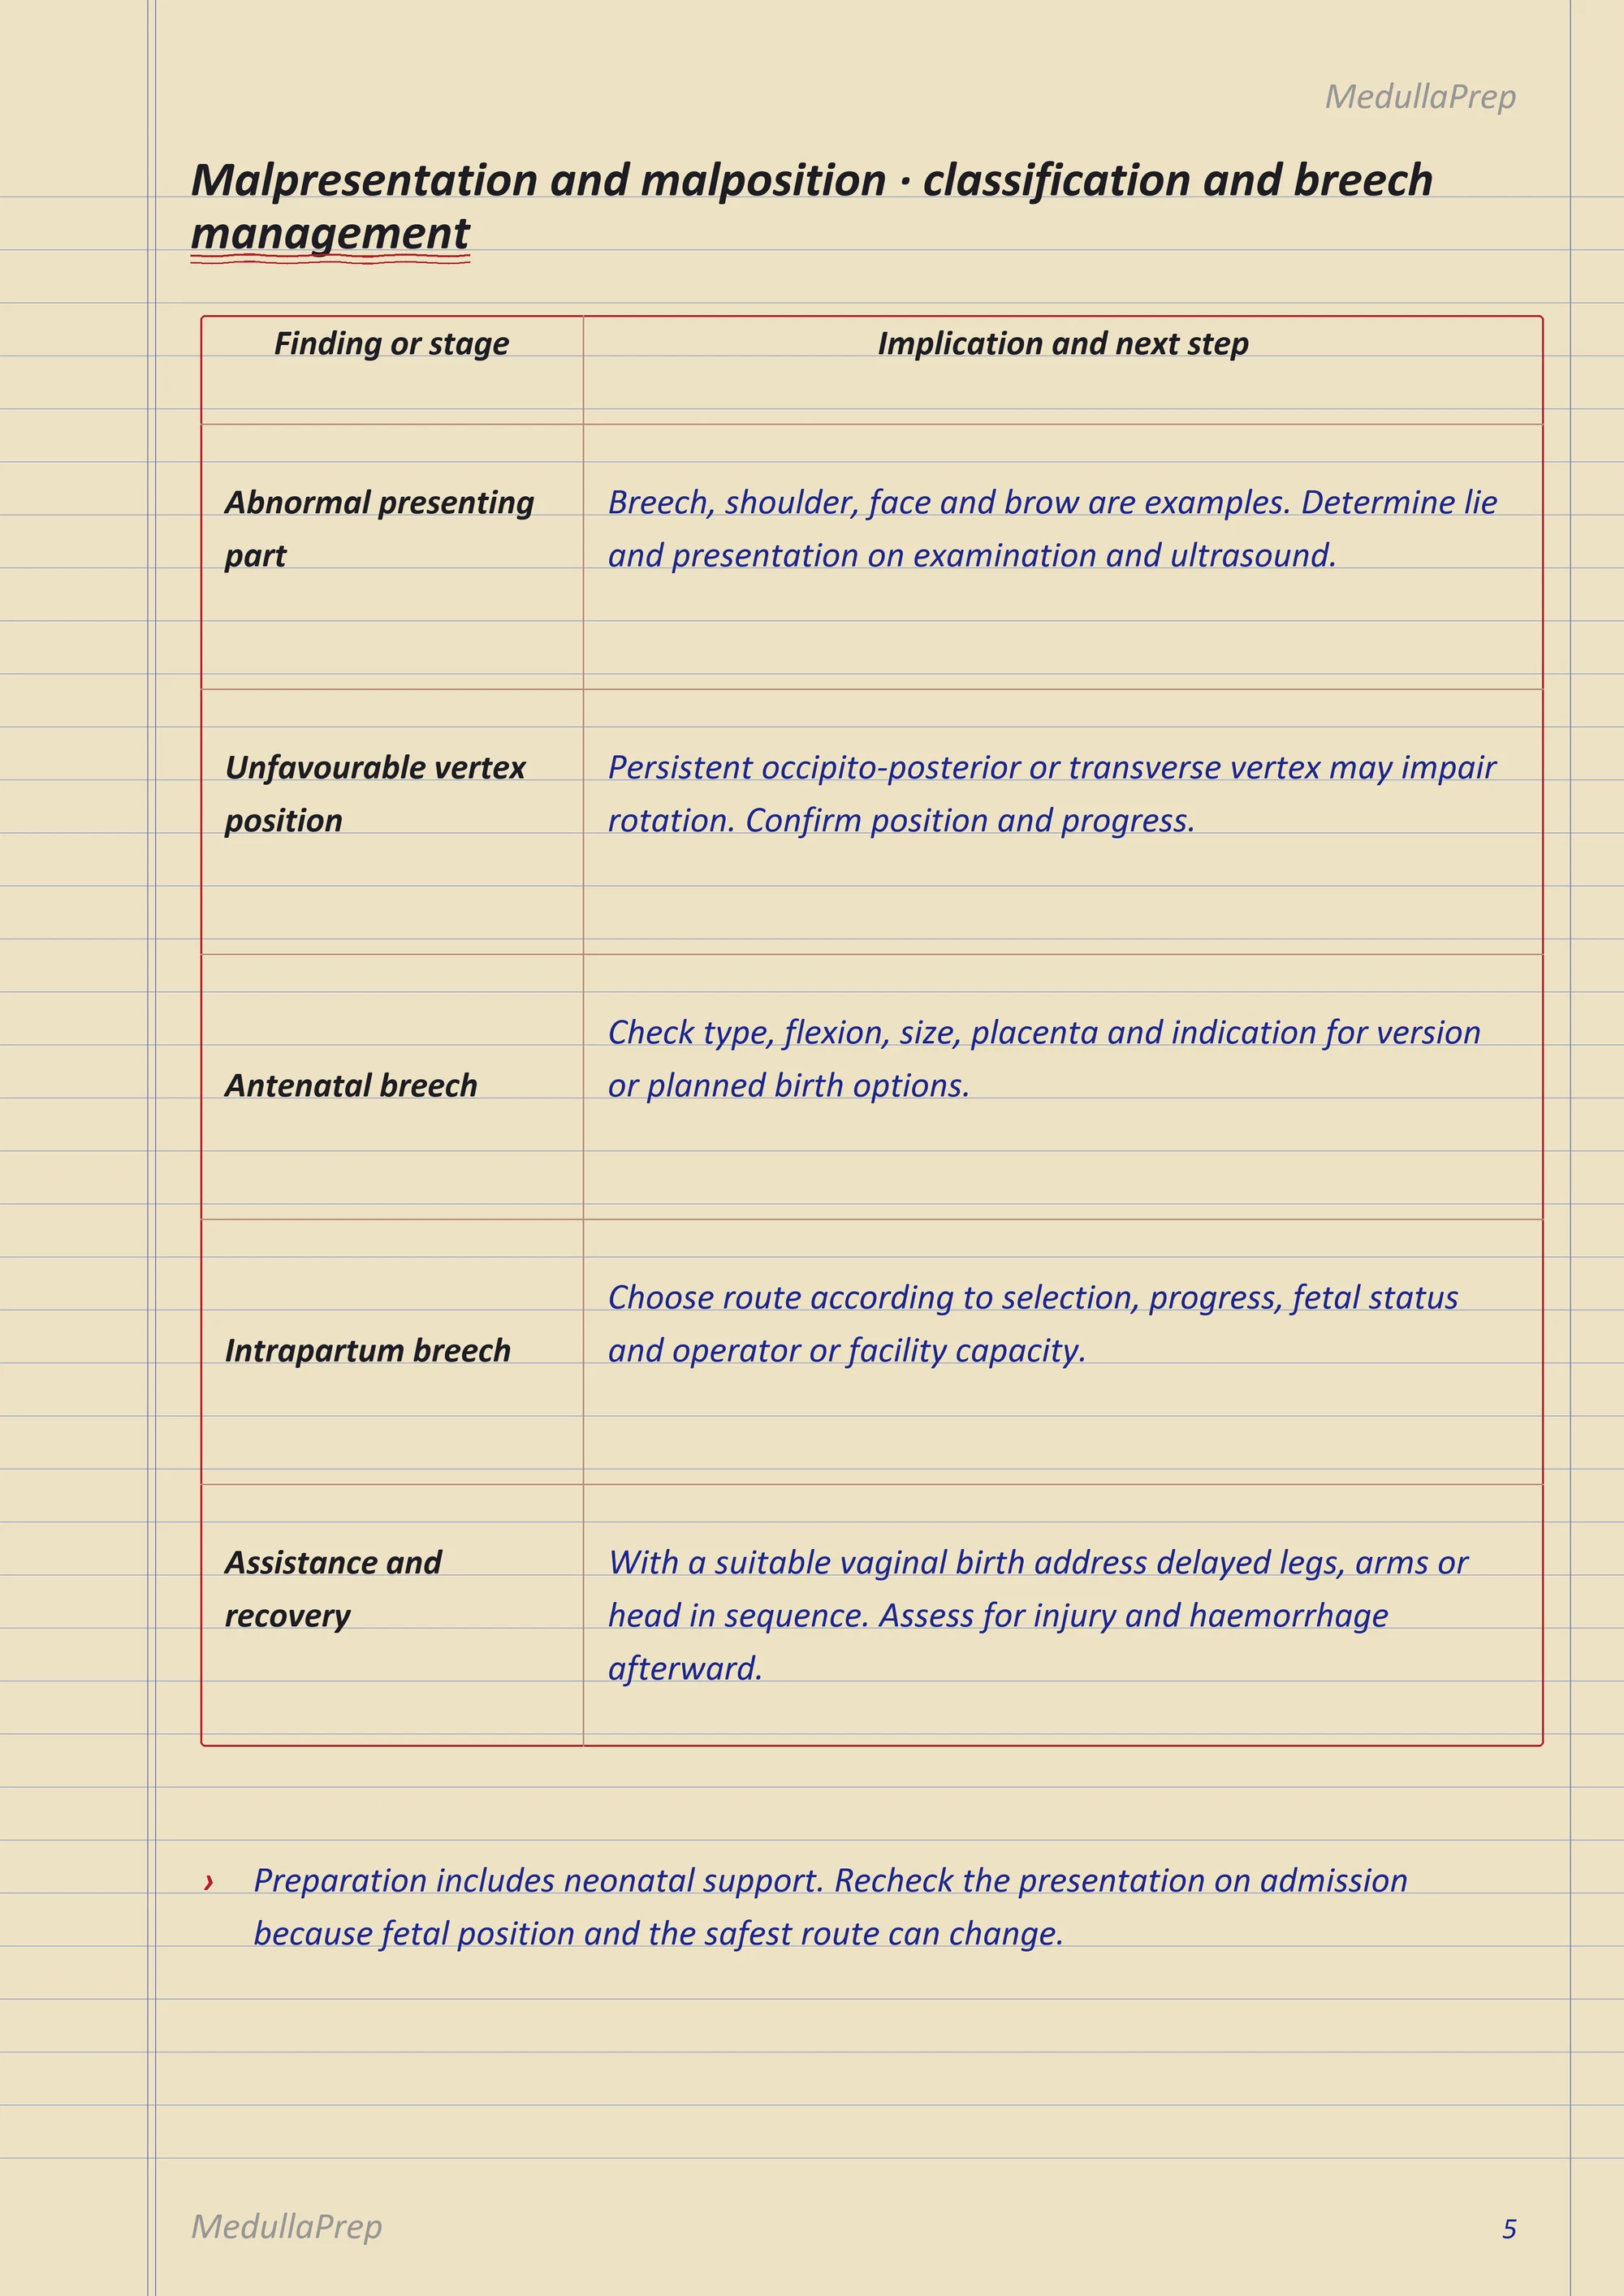 MedullaPrep
Malpresentation and malposition · classification and breech
management
Finding or stage
Implication and next step
Abnormal presenting
part
Breech, shoulder, face and brow are examples. Determine lie
and presentation on examination and ultrasound.
Unfavourable vertex
position
Persistent occipito-posterior or transverse vertex may impair
rotation. Confirm position and progress.
Antenatal breech
Check type, flexion, size, placenta and indication for version
or planned birth options.
Intrapartum breech
Choose route according to selection, progress, fetal status
and operator or facility capacity.
Assistance and
recovery
With a suitable vaginal birth address delayed legs, arms or
head in sequence. Assess for injury and haemorrhage
afterward.
› Preparation includes neonatal support. Recheck the presentation on admission
because fetal position and the safest route can change.
MedullaPrep
5